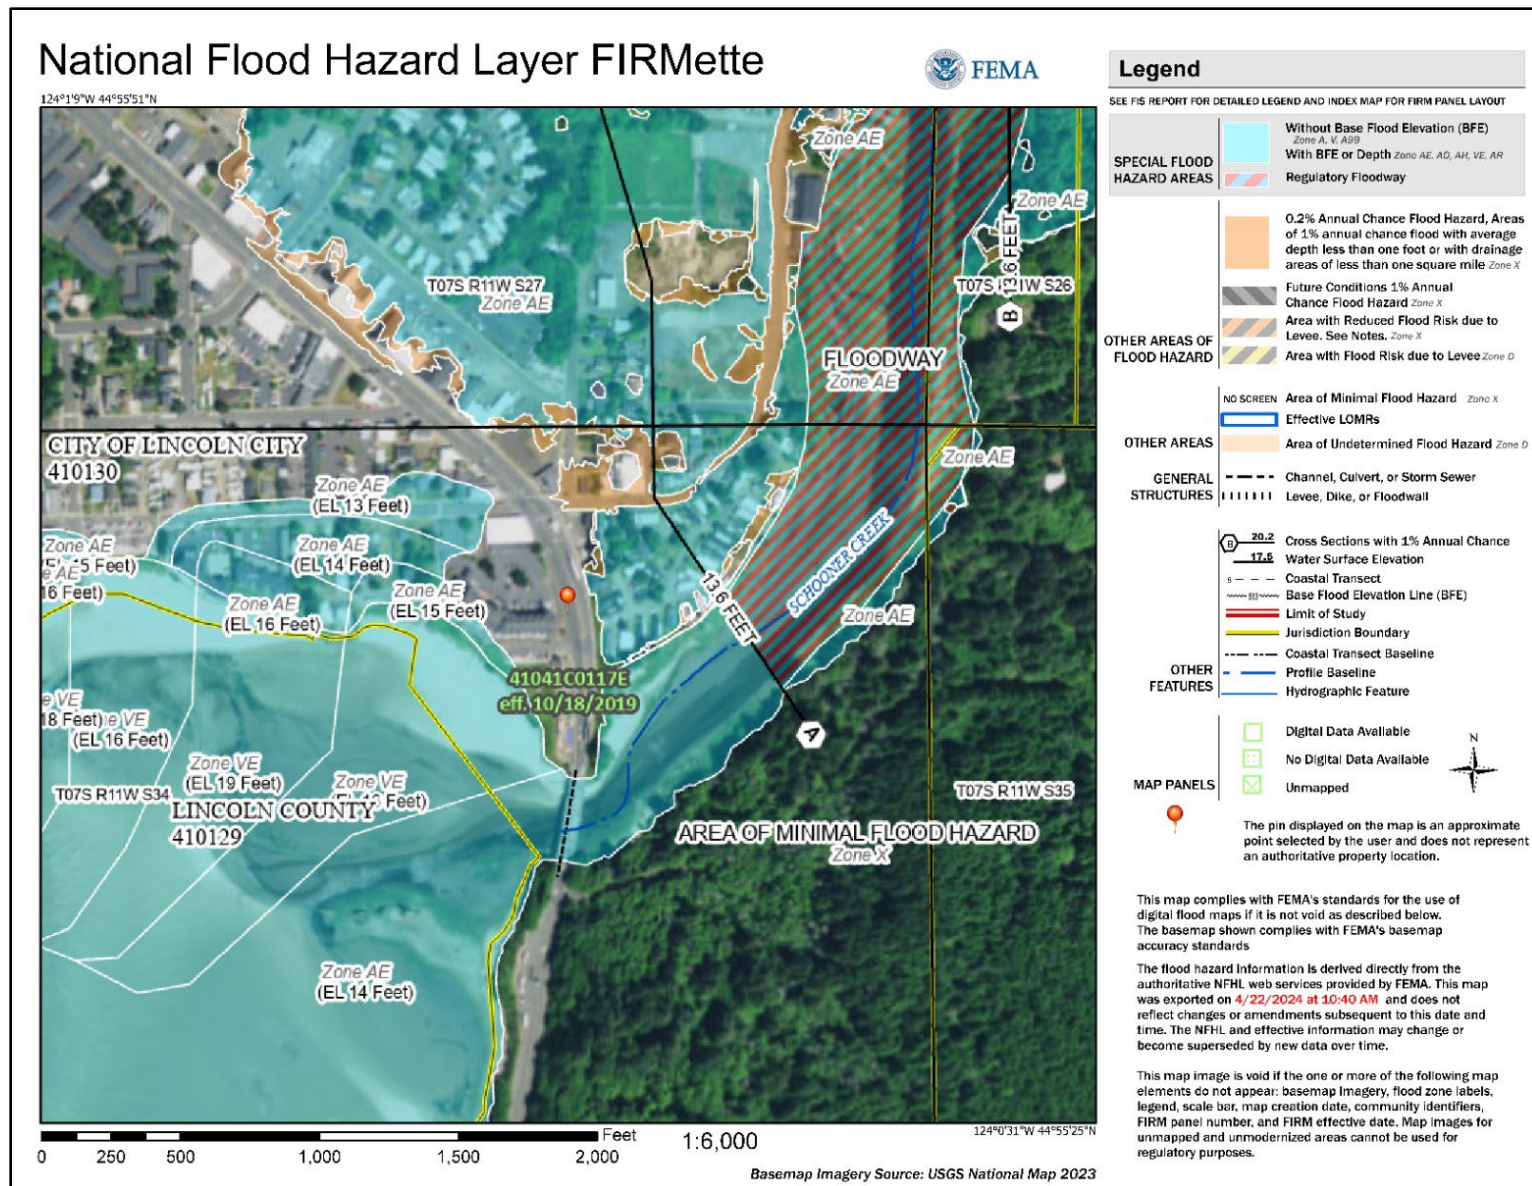 National Flood Hazard Layer FIRMette
FEMA
124°1'9"W 44°55'51"N
Zone AE
Zone AE
T07S R11W S27
Zone AE
13.6 FEET
B
FLOODWAY
Zone AE
CITY OF LINCOLN CITY
410130
Zone AE
Zone AE
(EL 13 Feet)
Zone AE
Zone AE
(EL 14 Feet)
Zone AE
(EL 15 Feet)
16 Feet)
Zone AE
(EL 16 Feet)
13.6 FEET
SCHOONER CREEK
Zone AE
41041C0117E
eff. 10/18/2019
A
VE
18 Feet)
VE
(EL 16 Feet)
Zone VE
(EL 19 Feet)
Zone VE
Feet)
T07S R11W S34
LINCOLN COUNTY
410129
T07S R11W S35
AREA OF MINIMAL FLOOD HAZARD
Zone X
Zone AE
(EL 14 Feet)
Feet
0 250 500 1,000 1,500 2,000
1:6,000
124°0'31"W 44°55'25"N
Basemap Imagery Source: USGS National Map 2023
Legend
SEE FIS REPORT FOR DETAILED LEGEND AND INDEX MAP FOR FIRM PANEL LAYOUT
SPECIAL FLOOD
HAZARD AREAS
Without Base Flood Elevation (BFE)
Zone A, V, A99
With BFE or Depth Zone AE, AO, AH, VE, AR
Regulatory Floodway
OTHER AREAS OF
FLOOD HAZARD
0.2% Annual Chance Flood Hazard, Areas
of 1% annual chance flood with average
depth less than one foot or with drainage
areas of less than one square mile Zone X
Future Conditions 1% Annual
Chance Flood Hazard Zone X
Area with Reduced Flood Risk due to
Levee. See Notes. Zone X
Area with Flood Risk due to Levee Zone D
OTHER AREAS
NO SCREEN Area of Minimal Flood Hazard Zone X
Effective LOMRs
Area of Undetermined Flood Hazard Zone D
GENERAL
STRUCTURES
Channel, Culvert, or Storm Sewer
Levee, Dike, or Floodwall
OTHER
FEATURES
B 20.2 Cross Sections with 1% Annual Chance
17.5 Water Surface Elevation
8 Coastal Transect
513 Base Flood Elevation Line (BFE)
Limit of Study
Jurisdiction Boundary
Coastal Transect Baseline
Profile Baseline
Hydrographic Feature
MAP PANELS
Digital Data Available
No Digital Data Available
Unmapped
N
The pin displayed on the map is an approximate
point selected by the user and does not represent
an authoritative property location.
This map complies with FEMA's standards for the use of
digital flood maps if it is not void as described below.
The basemap shown complies with FEMA's basemap
accuracy standards
The flood hazard information is derived directly from the
authoritative NFHL web services provided by FEMA. This map
was exported on 4/22/2024 at 10:40 AM and does not
reflect changes or amendments subsequent to this date and
time. The NFHL and effective information may change or
become superseded by new data over time.
This map image is void if the one or more of the following map
elements do not appear: basemap imagery, flood zone labels,
legend, scale bar, map creation date, community identifiers,
FIRM panel number, and FIRM effective date. Map images for
unmapped and unmodernized areas cannot be used for
regulatory purposes.